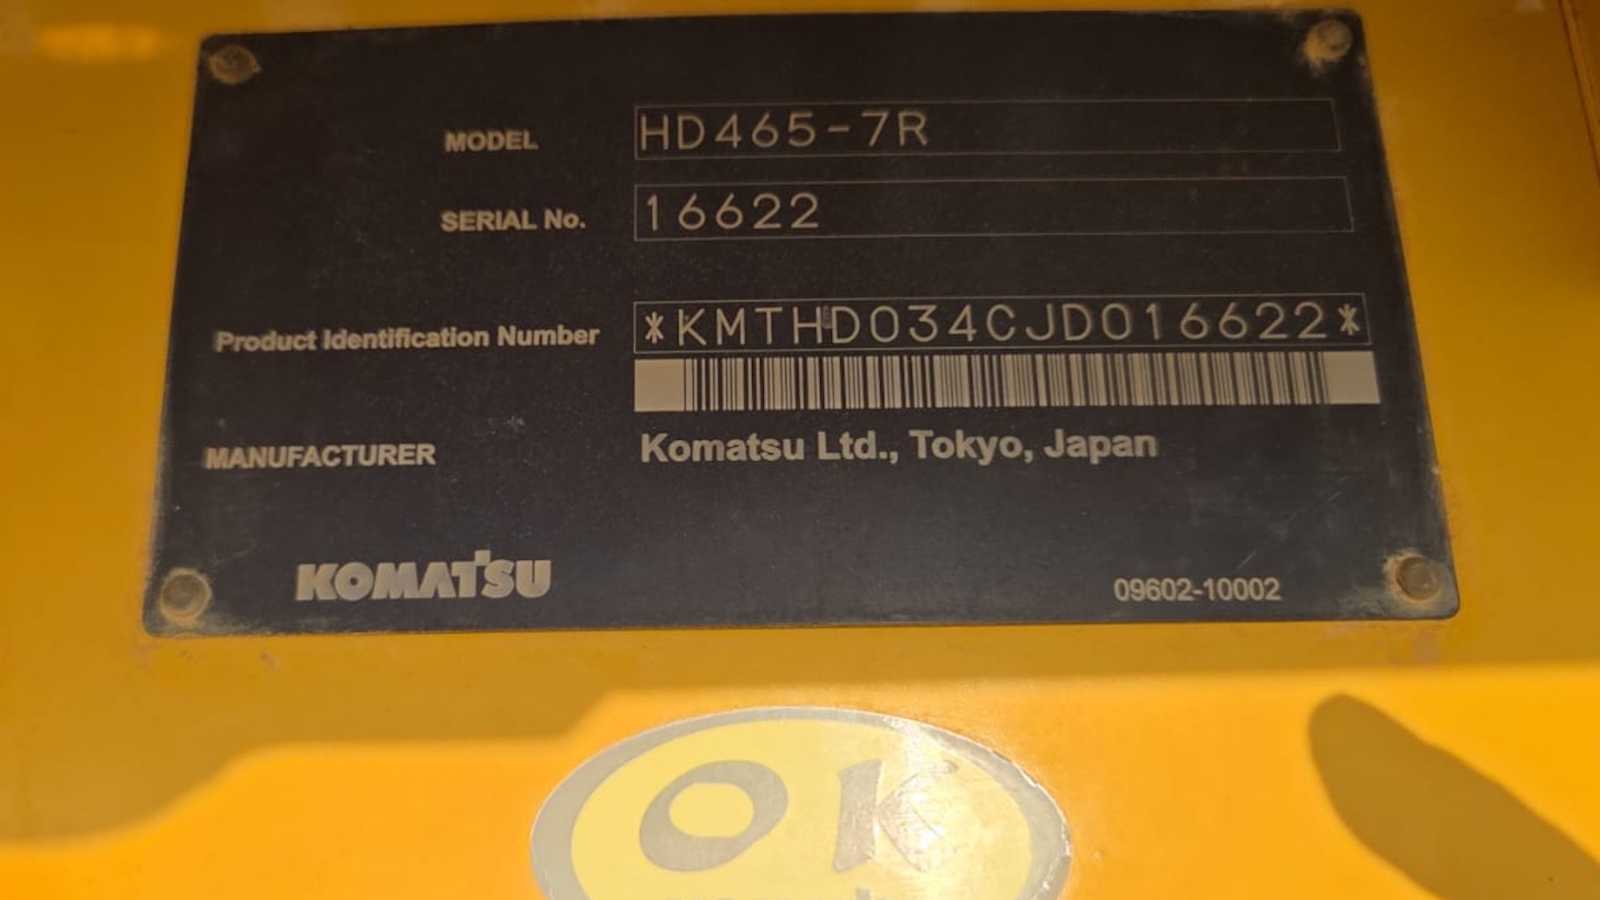 MODEL HD465-7R
SERIAL No. 16622
Product Identification Number *KMTHD034CJD016622*
MANUFACTURER Komatsu Ltd., Tokyo, Japan
KOMATSU 09602-10002
OK